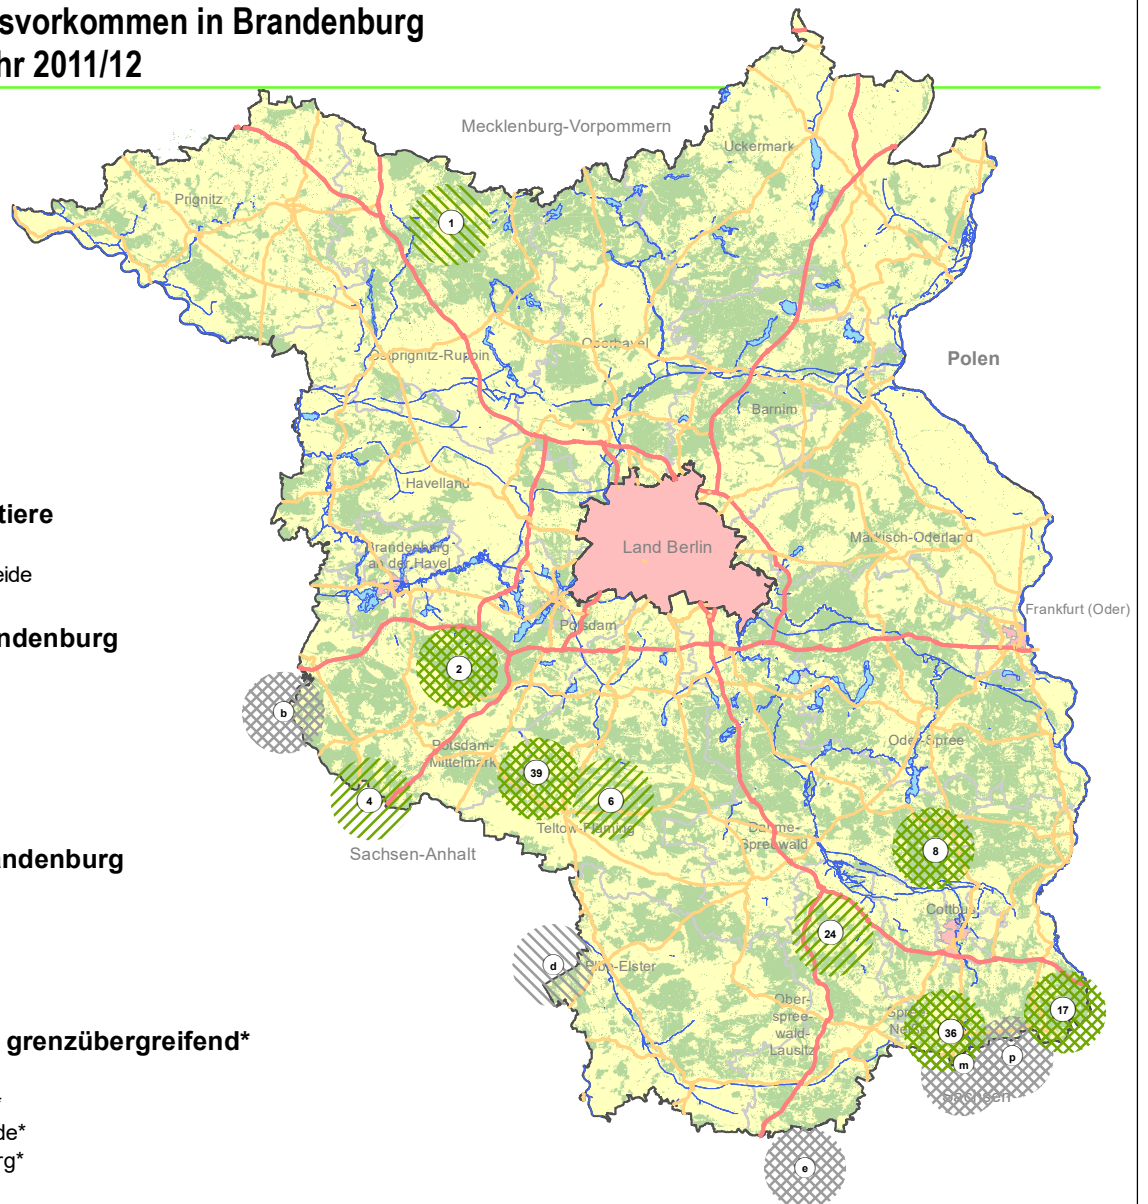 svorkommen in Brandenburg
hr 2011/12
Mecklenburg-Vorpommern
Uckermark
Prignitz
1
Ostprignitz-Ruppin
Oberhavel
Polen
Barnim
Havelland
tiere
Land Berlin
Märkisch-Oderland
Brandenburg
an der Havel
eide
Frankfurt (Oder)
Potsdam
ndenburg
2
b
Potsdam-
Mittelmark
Oder-Spree
39
4
6
Teltow-Fläming
Dahme-
Spreewald
8
Sachsen-Anhalt
andenburg
Cottbus
24
d
Elbe-Elster
Ober-
spree-
wald-
Lausitz
17
Spree-
Neiße
36
grenzübergreifend*
m
p
Sachsen
*
de*
rg*
e